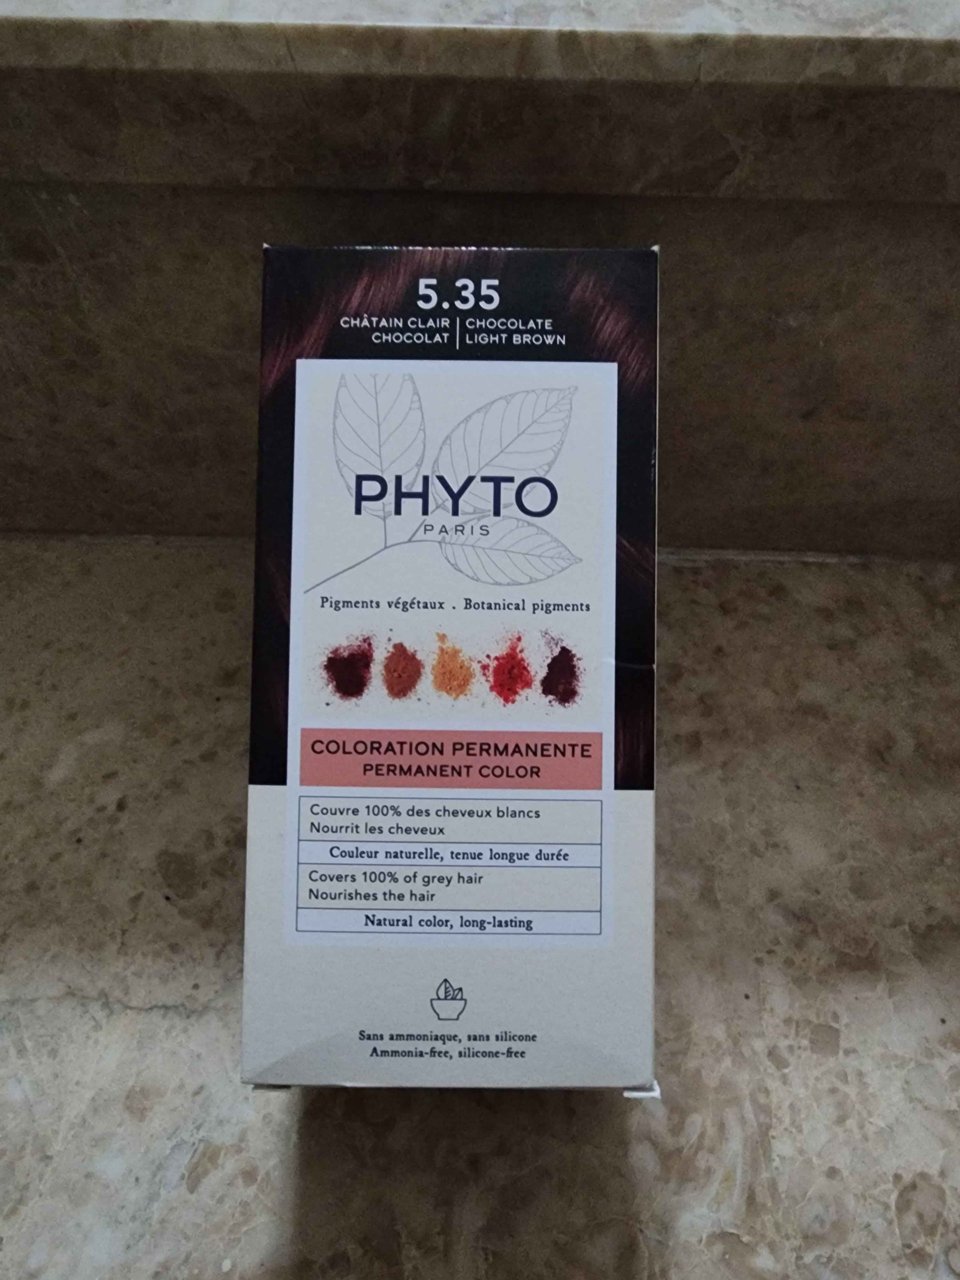 5.35
CHÂTAIN CLAIR
CHOCOLAT
CHOCOLATE
LIGHT BROWN
PHYTO
PARIS
Pigments végétaux . Botanical pigments
COLORATION PERMANENTE
PERMANENT COLOR
Couvre 100% des cheveux blancs
Nourrit les cheveux
Couleur naturelle, tenue longue durée
Covers 100% of grey hair
Nourishes the hair
Natural color, long-lasting
Sans ammoniaque, sans silicone
Ammonia-free, silicone-free